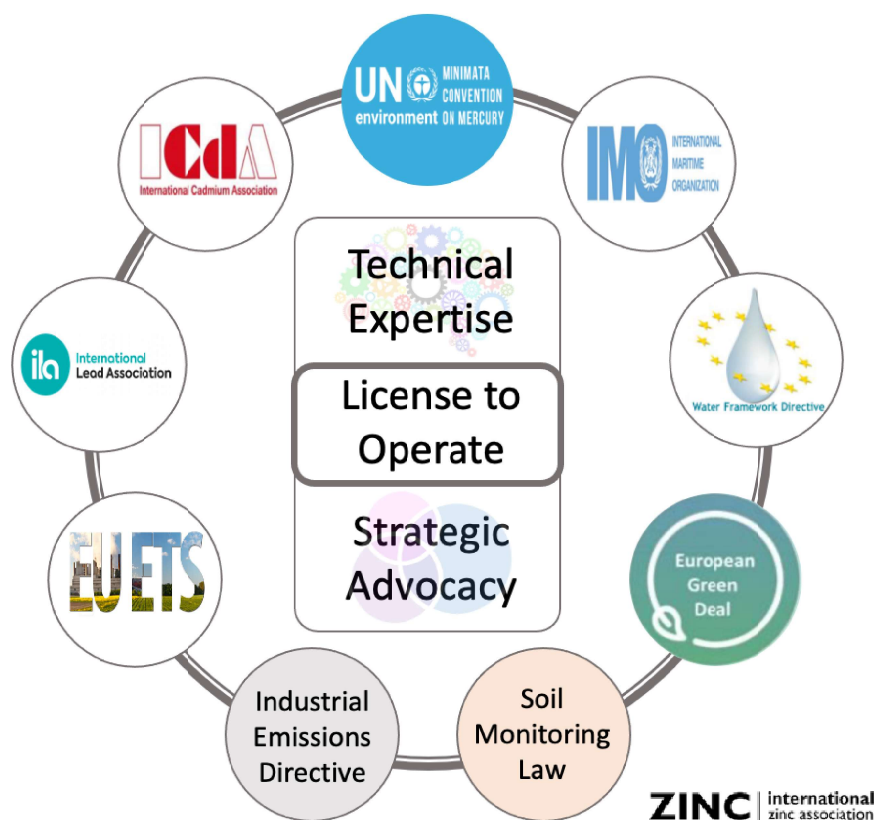 UN
environment
MINIMATA
CONVENTION
ON MERCURY
ICdA
International Cadmium Association
IMO
INTERNATIONAL
MARITIME
ORGANIZATION
Technical
Expertise
License to
Operate
Strategic
Advocacy
ila
International
Lead Association
Water Framework Directive
EU ETS
European
Green
Deal
Industrial
Emissions
Directive
Soil
Monitoring
Law
ZINC
international
zinc association